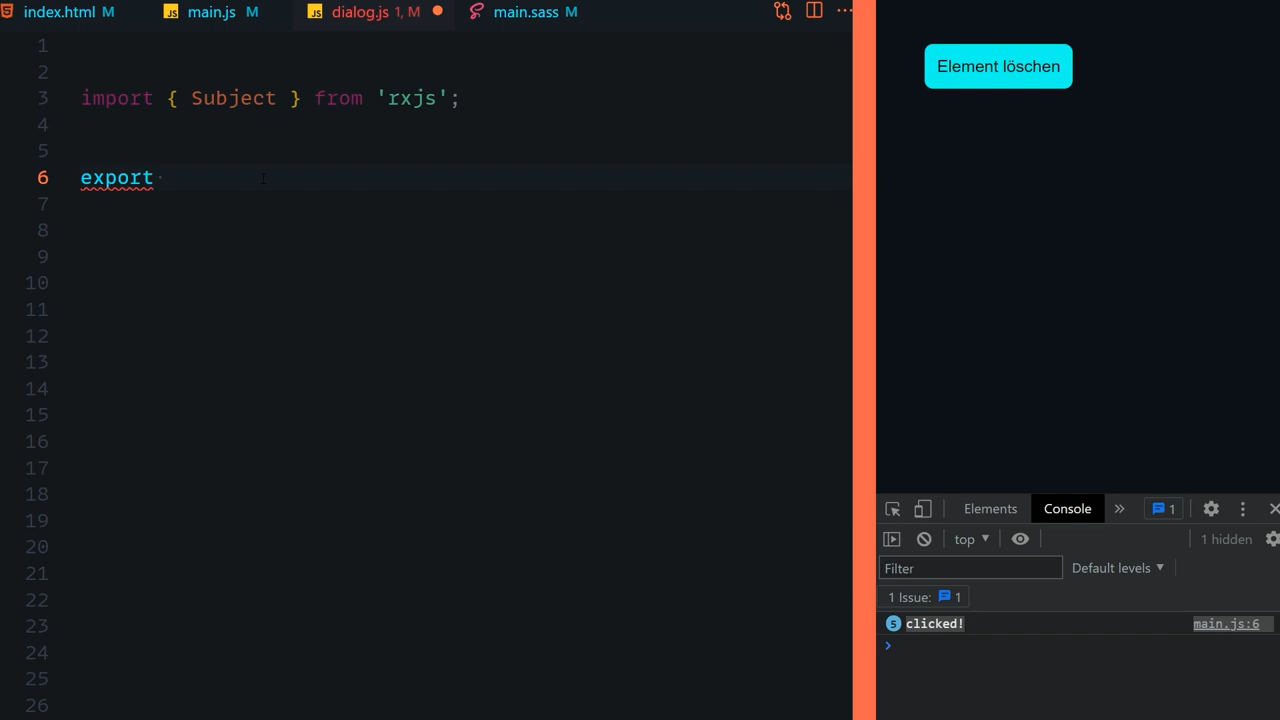 index.html M
JS main.js M
JS dialog.js 1, M
main.sass M
1
2
3 import { Subject } from 'rxjs';
4
5
6 export
7
8
9
10
11
12
13
14
15
16
17
18
19
20
21
22
23
24
25
26
Element löschen
Elements Console » 1
top 1 hidden
Filter Default levels
1 Issue: 1
5 clicked! main.js:6